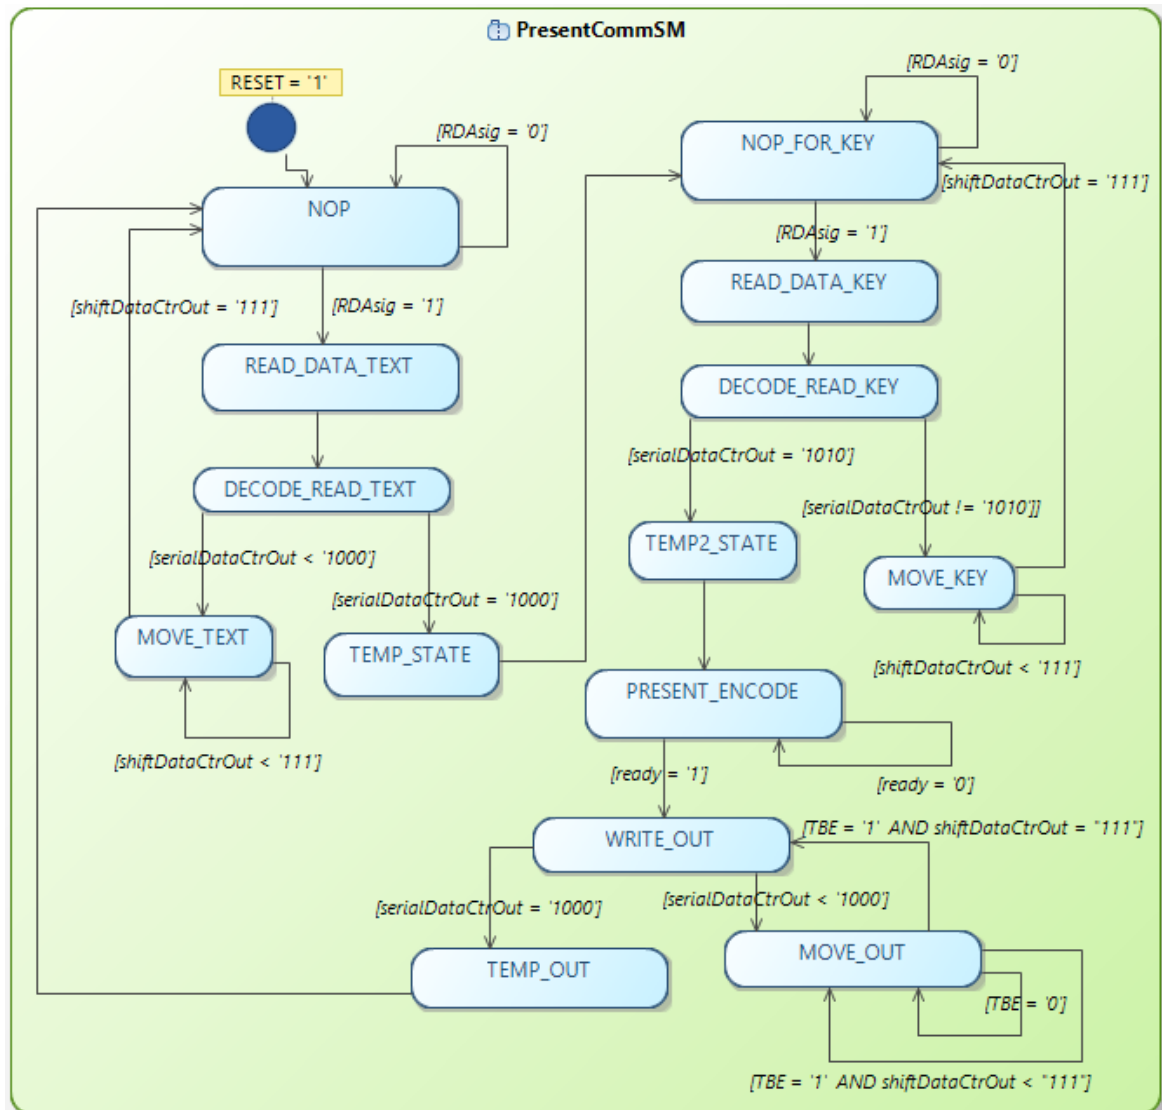 PresentCommSM
RESET = '1'
[RDAsig = '0']
NOP
[shiftDataCtrOut = '111']
[RDAsig = '1']
READ_DATA_TEXT
DECODE_READ_TEXT
[serialDataCtrOut < '1000']
[serialDataCtrOut = '1000']
MOVE_TEXT
TEMP_STATE
[shiftDataCtrOut < '111']
[RDAsig = '0']
NOP_FOR_KEY
[shiftDataCtrOut = '111']
[RDAsig = '1']
READ_DATA_KEY
DECODE_READ_KEY
[serialDataCtrOut = '1010']
[serialDataCtrOut != '1010']]
TEMP2_STATE
MOVE_KEY
[shiftDataCtrOut < '111']
PRESENT_ENCODE
[ready = '1']
[ready = '0']
[TBE = '1' AND shiftDataCtrOut = "111"]
WRITE_OUT
[serialDataCtrOut = '1000']
[serialDataCtrOut < '1000']
TEMP_OUT
MOVE_OUT
[TBE = '0']
[TBE = '1' AND shiftDataCtrOut < "111"]